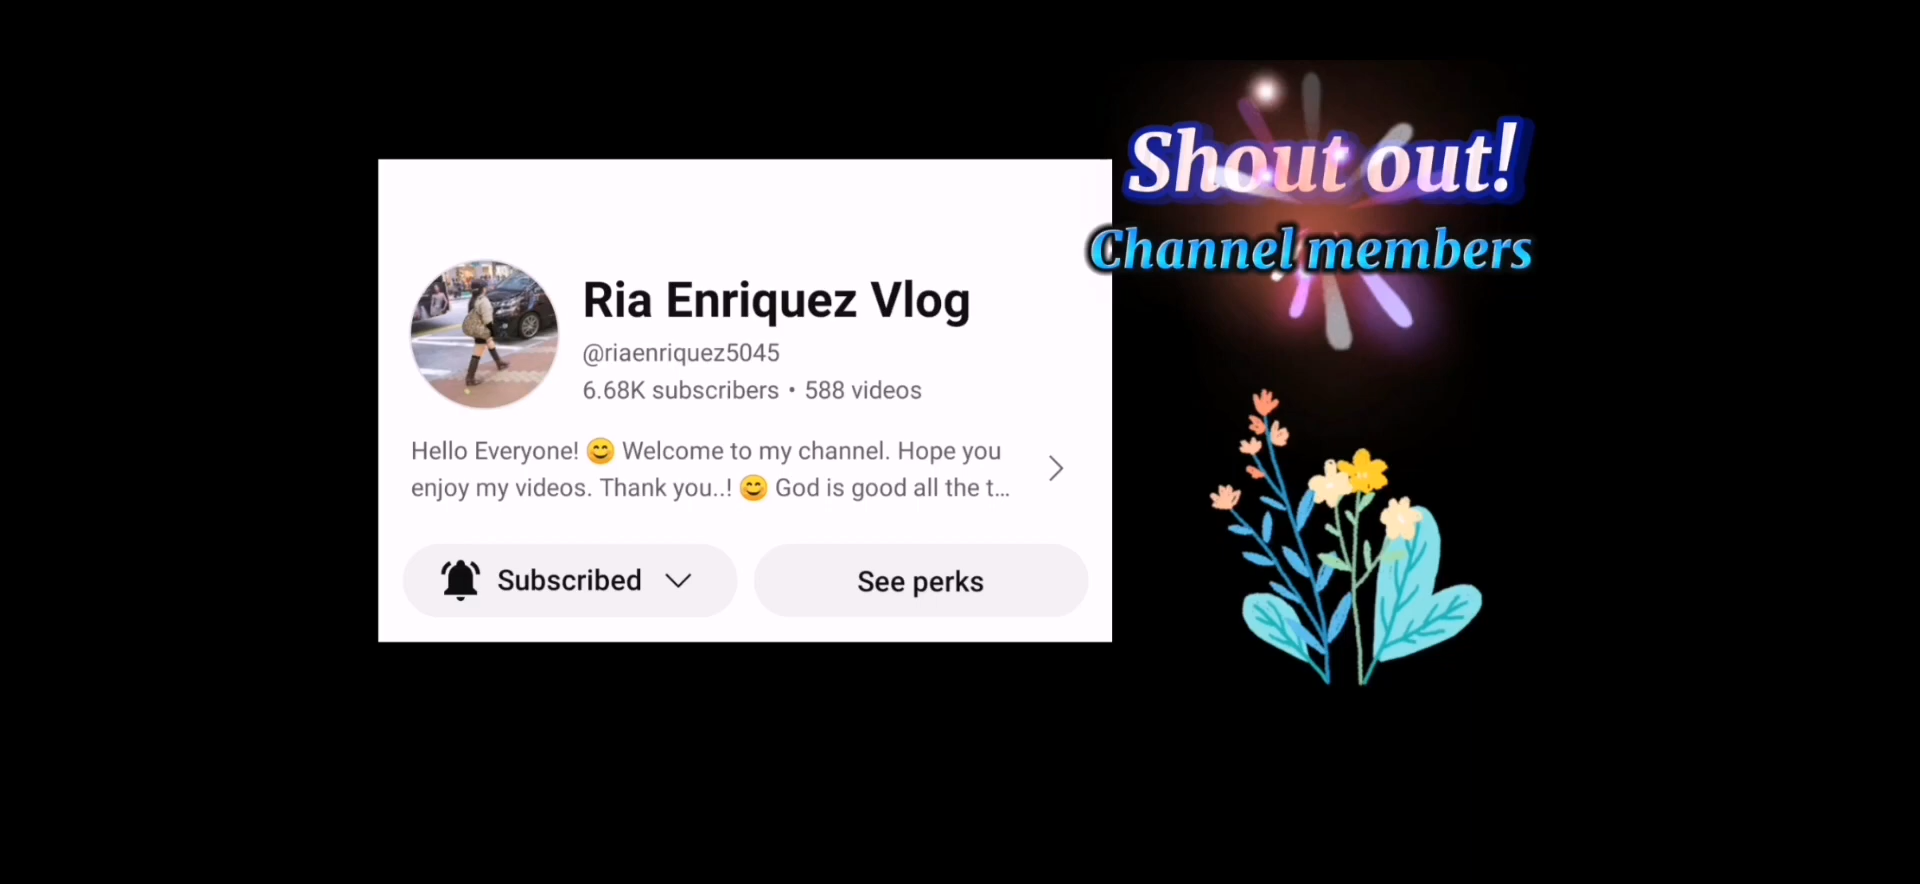 Shout out!
Channel members
Ria Enriquez Vlog
@riaenriquez5045
6.68K subscribers • 588 videos
Hello Everyone! 😊 Welcome to my channel. Hope you
enjoy my videos. Thank you..! 😊 God is good all the t...
Subscribed
See perks